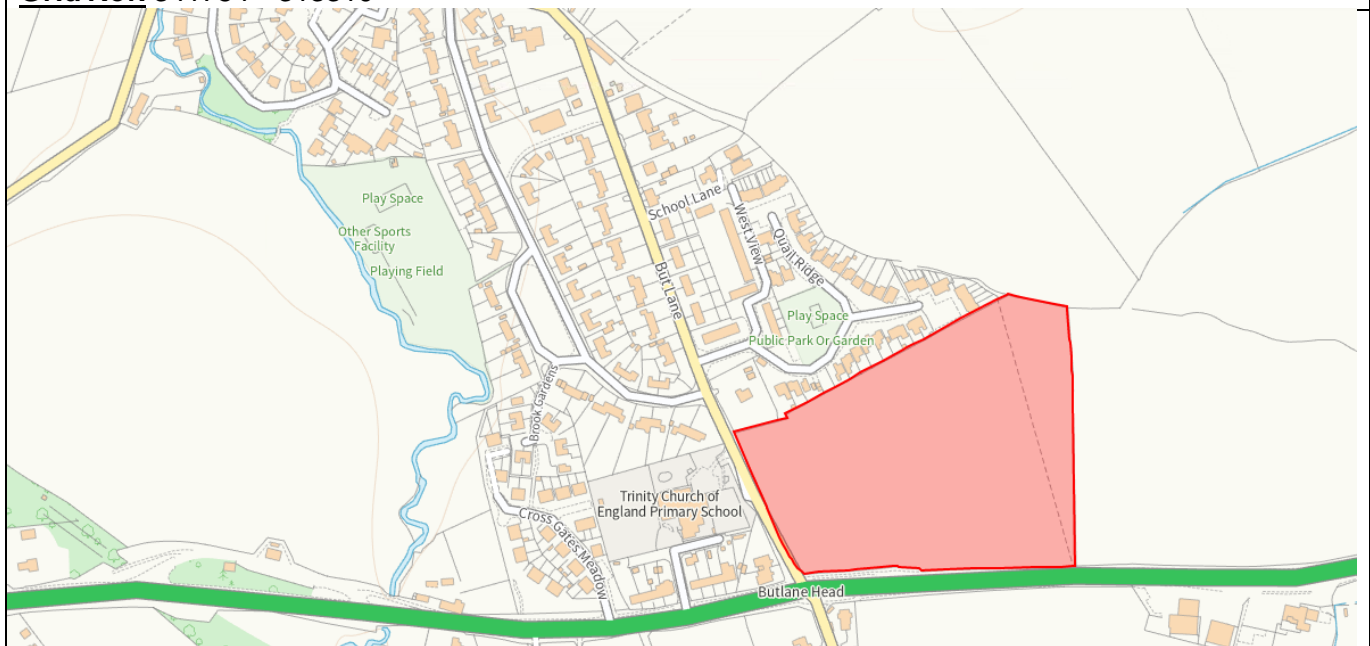 Play Space
Other Sports
Facility
Playing Field
School Lane
West View
Quail Ridge
But Lane
Play Space
Public Park Or Garden
Brook Gardens
Trinity Church of
England Primary School
Cross Gates Meadow
Butlane Head